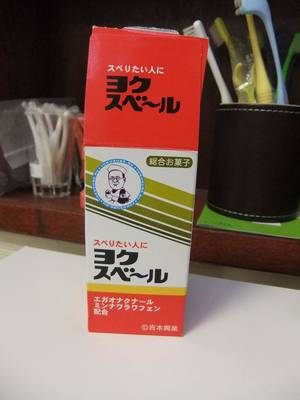 スベりたい人に
ヨク
スベ〜ル
総合お菓子
スベりたい人に
ヨク
スベ〜ル
エガオナクナール
ミンナワラワフェン
配合
©吉本興業